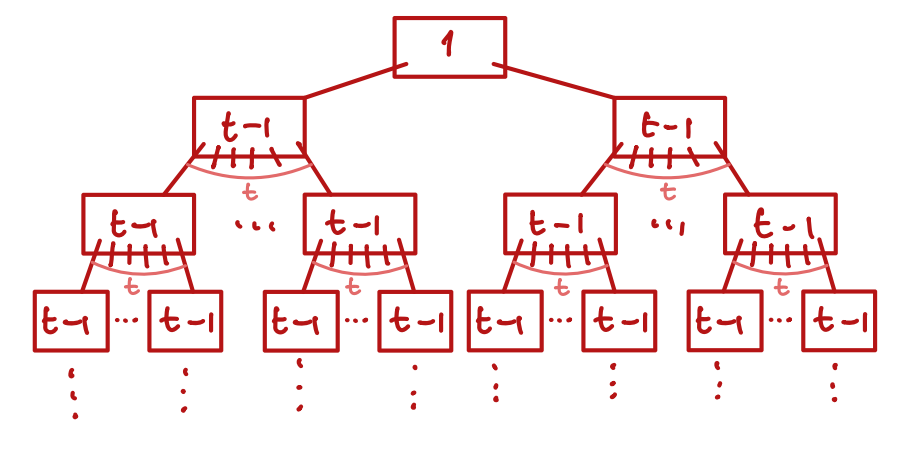 1
t-1 t-1
t t
t-1 ... t-1 t-1 ... t-1
t t t t
t-1 ... t-1 t-1 ... t-1 t-1 ... t-1 t-1 ... t-1